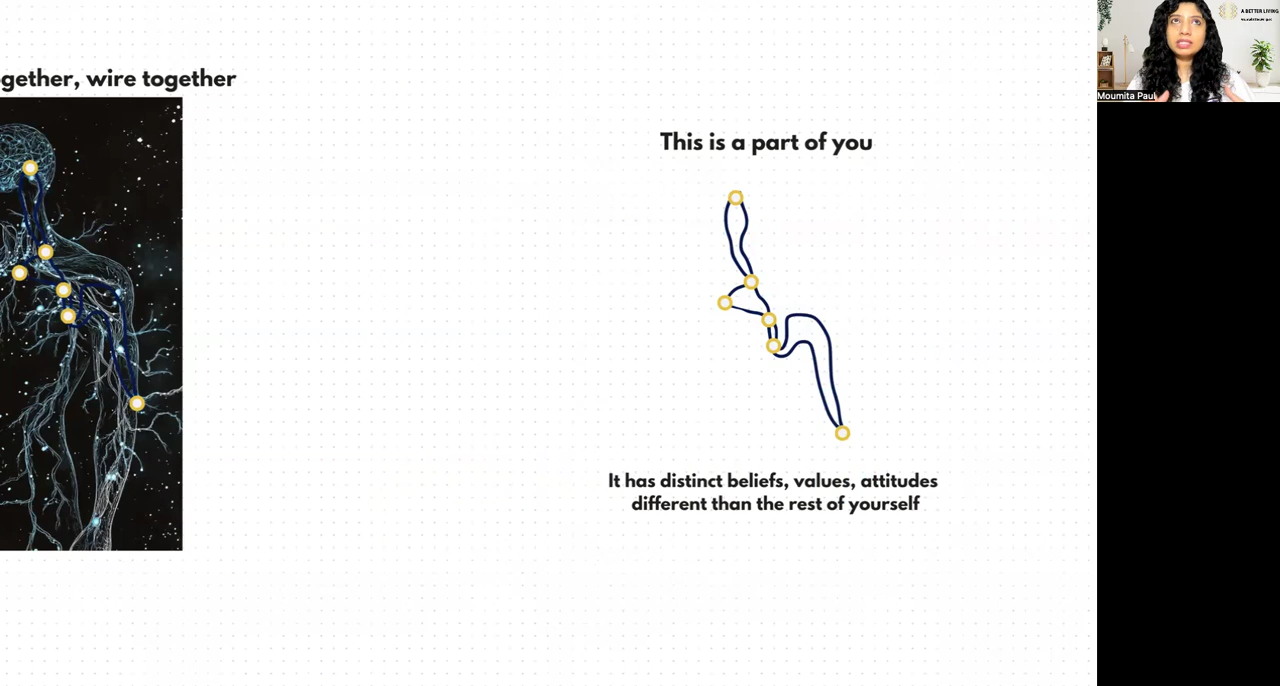 gether, wire together
This is a part of you
It has distinct beliefs, values, attitudes
different than the rest of yourself
A BETTER LIVING
Moumita Paul